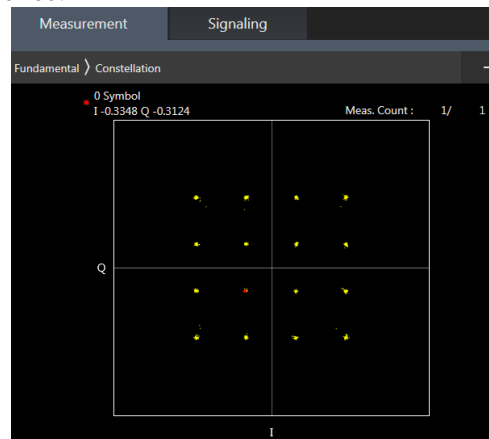 Measurement Signaling
Fundamental 〉 Constellation
0 Symbol
I -0.3348 Q -0.3124 Meas. Count : 1/ 1
Q
I